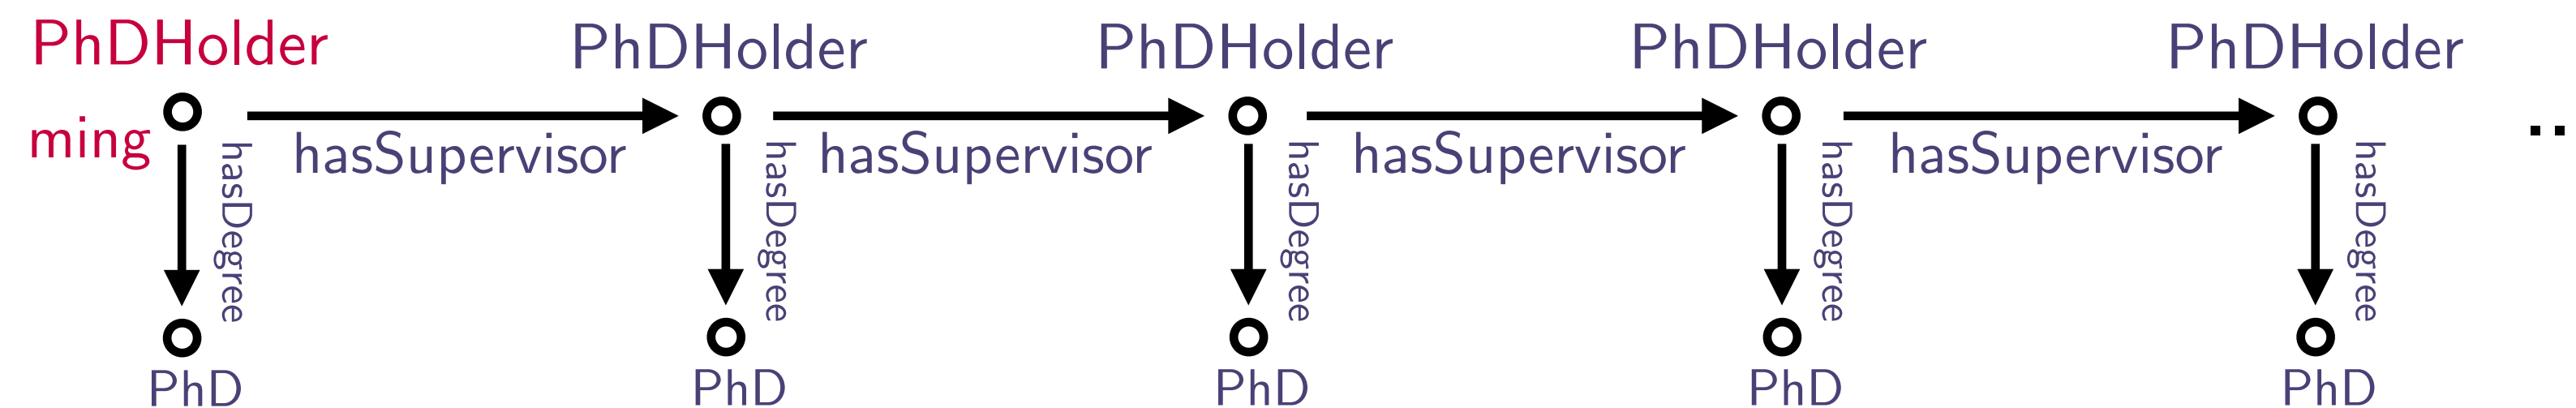 PhDHolder PhDHolder PhDHolder PhDHolder PhDHolder
ming hasSupervisor hasSupervisor hasSupervisor hasSupervisor ..
hasDegree hasDegree hasDegree hasDegree hasDegree
PhD PhD PhD PhD PhD